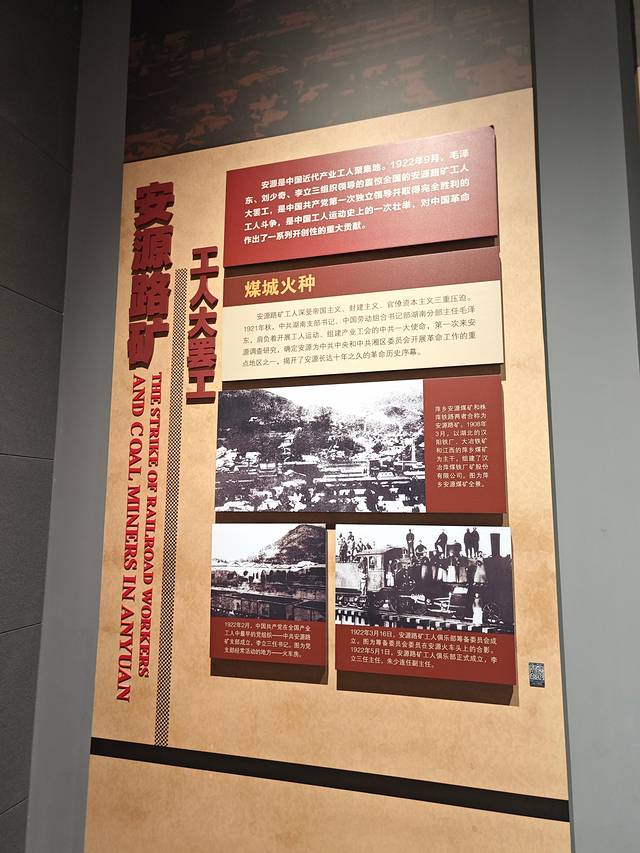 安源路矿
工人大罢工
THE STRIKE OF RAILROAD WORKERS
AND COAL MINERS IN ANYUAN
安源是中国近代产业工人聚集地。1922年9月，毛泽
东、刘少奇、李立三组织领导的震惊全国的安源路矿工人
大罢工，是中国共产党第一次独立领导并取得完全胜利的
工人斗争，是中国工人运动史上的一次壮举，对中国革命
作出了一系列开创性的重大贡献。
煤城火种
安源路矿工人深受帝国主义、封建主义、官僚资本主义三重压迫。
1921年秋，中共湖南支部书记、中国劳动组合书记部湖南分部主任毛泽
东，肩负着开展工人运动、组建产业工会的中共一大使命，第一次来安
源调查研究，确定安源为中共中央和中共湘区委员会开展革命工作的重
点地区之一，揭开了安源长达十年之久的革命历史序幕。
萍乡安源煤矿和株
萍铁路两者合称为
安源路矿。1908年
3月，以湖北的汉
阳铁厂、大冶铁矿
和江西的萍乡煤矿
为主干，组建了汉
冶萍煤铁厂矿股份
有限公司。图为萍
乡安源煤矿全景。
1922年2月，中国共产党在全国产业
工人中最早的党组织——中共安源路
矿支部成立，李立三任书记。图为党
支部经常活动的地方——火车房。
1922年3月16日，安源路矿工人俱乐部筹备委员会成
立。图为筹备委员会委员在安源火车头上的合影。
1922年5月1日，安源路矿工人俱乐部正式成立，李
立三任主任，朱少连任副主任。